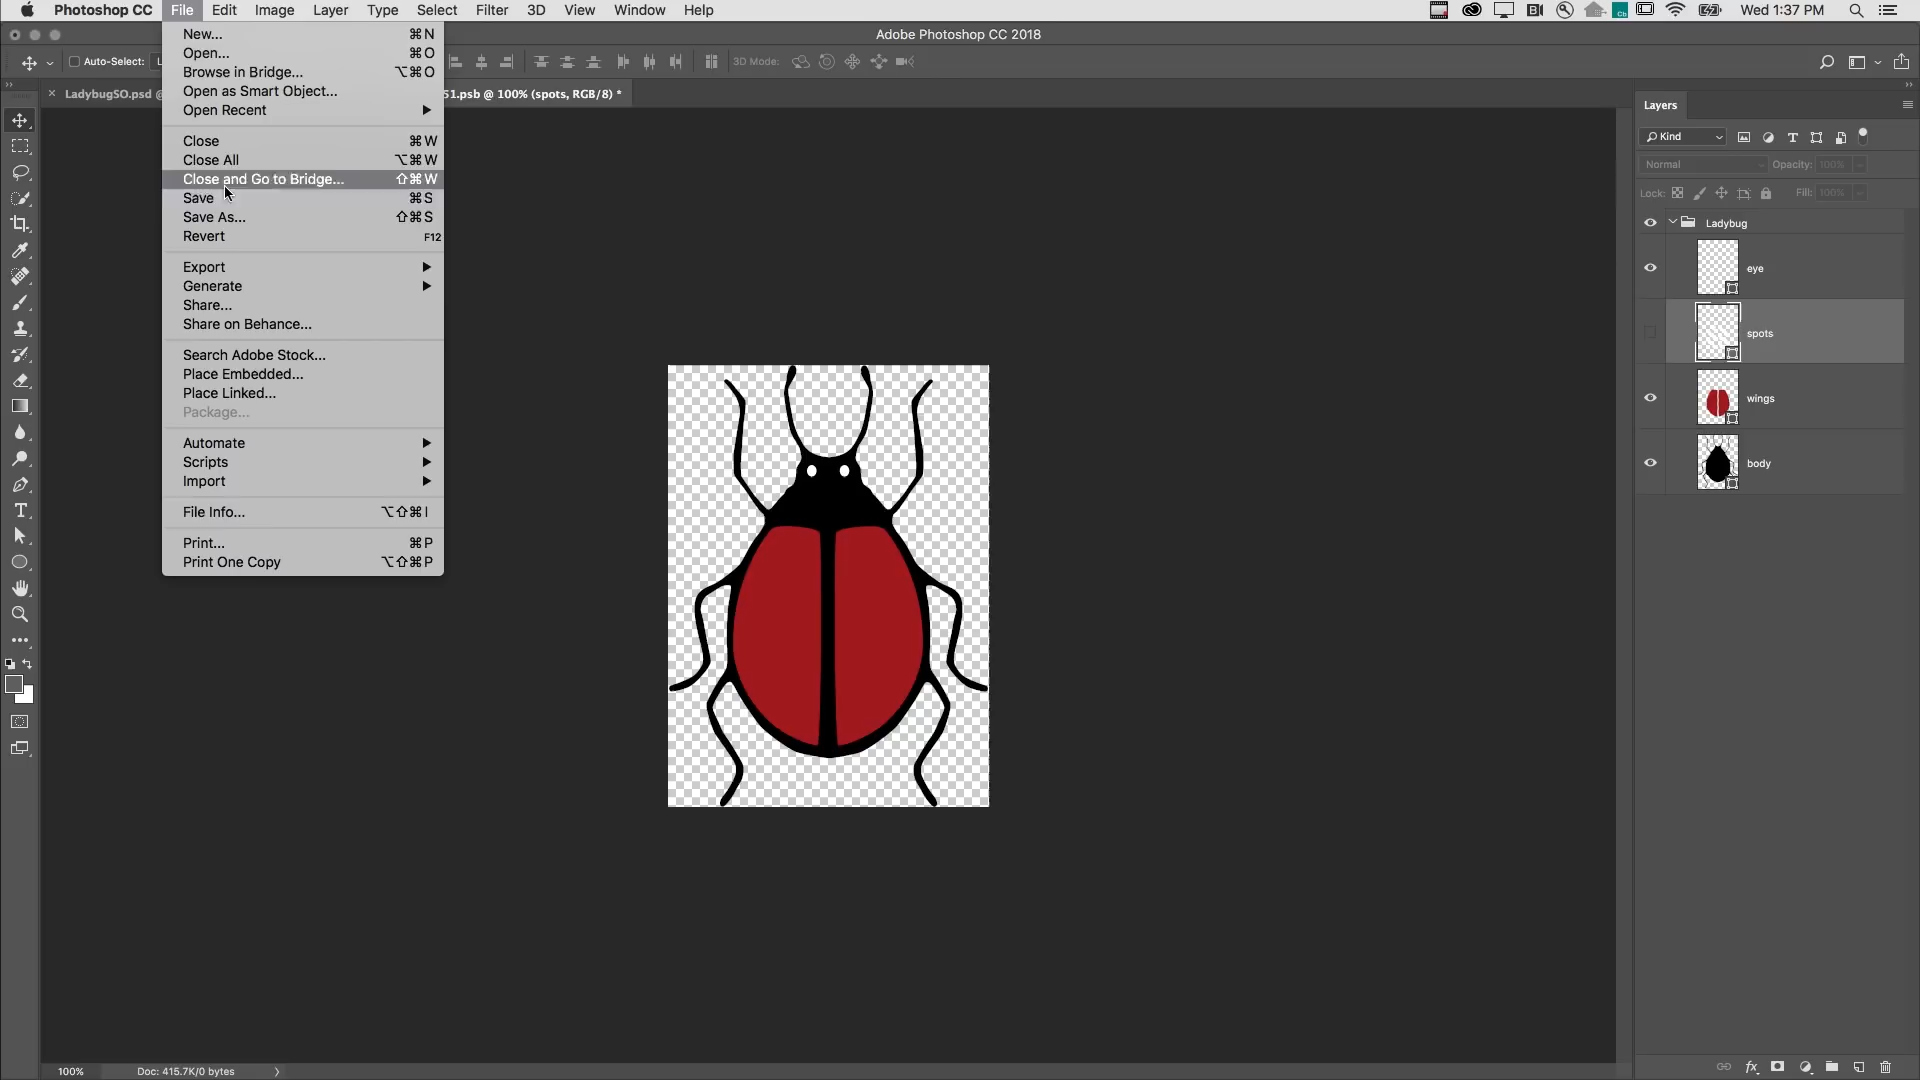 Photoshop CC File Edit Image Layer Type Select Filter 3D View Window Help Wed 1:37 PM
Adobe Photoshop CC 2018
Auto-Select: 3D Mode:
LadybugSO.psd @ 51.psb @ 100% (spots, RGB/8) *
New... ⌘N
Open... ⌘O
Browse in Bridge... ⌥⌘O
Open as Smart Object...
Open Recent
Close ⌘W
Close All ⌥⌘W
Close and Go to Bridge... ⇧⌘W
Save ⌘S
Save As... ⇧⌘S
Revert F12
Export
Generate
Share...
Share on Behance...
Search Adobe Stock...
Place Embedded...
Place Linked...
Package...
Automate
Scripts
Import
File Info... ⌥⇧⌘I
Print... ⌘P
Print One Copy ⌥⇧⌘P
Layers
Kind
Normal Opacity: 100%
Lock: Fill: 100%
Ladybug
eye
spots
wings
body
100% Doc: 415.7K/0 bytes